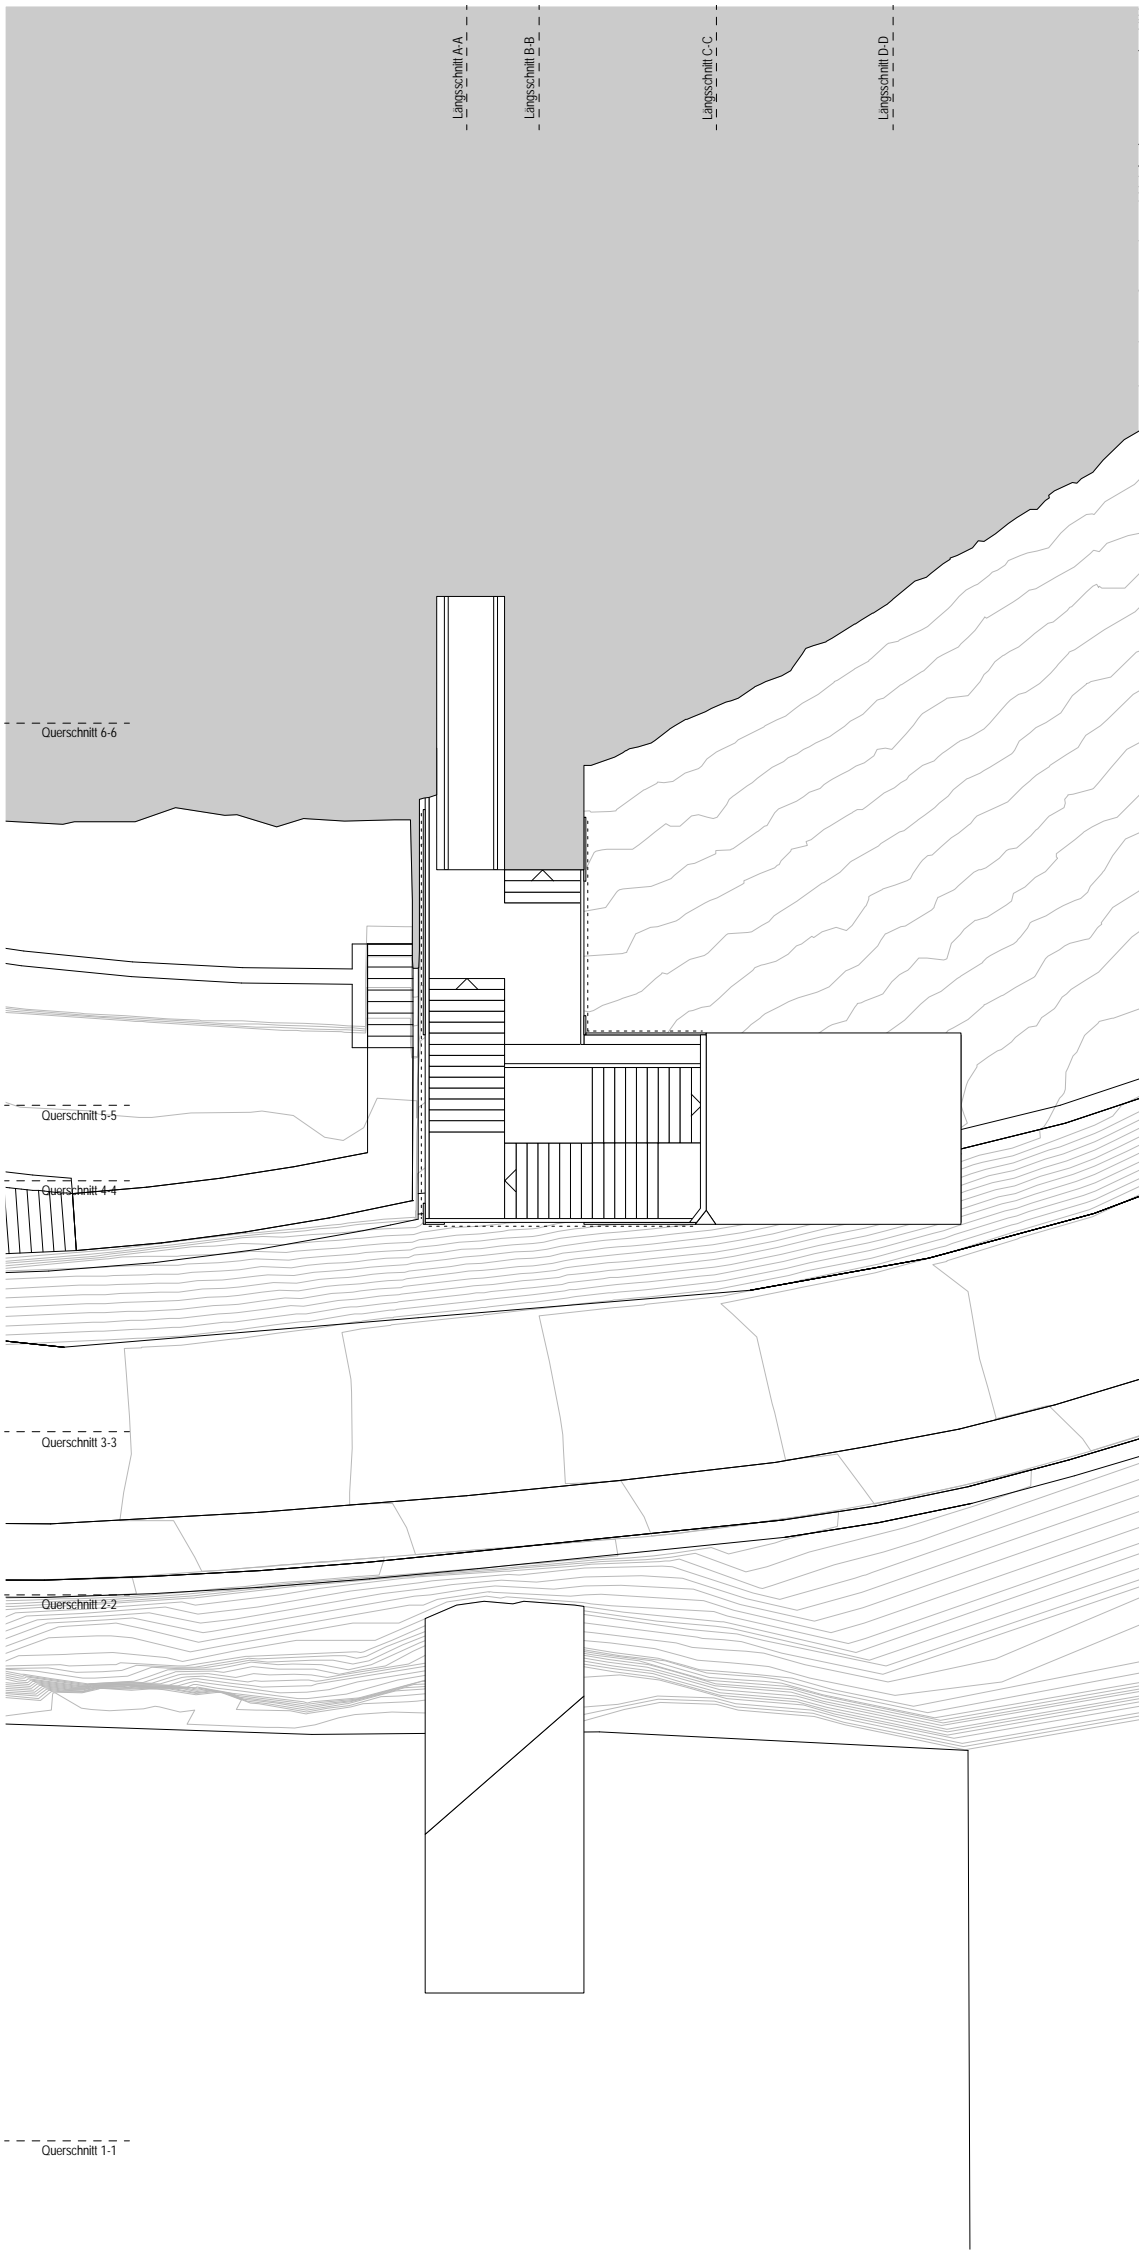 Längsschnitt A-A
Längsschnitt B-B
Längsschnitt C-C
Längsschnitt D-D
Querschnitt 6-6
Querschnitt 5-5
Querschnitt 4-4
Querschnitt 3-3
Querschnitt 2-2
Querschnitt 1-1